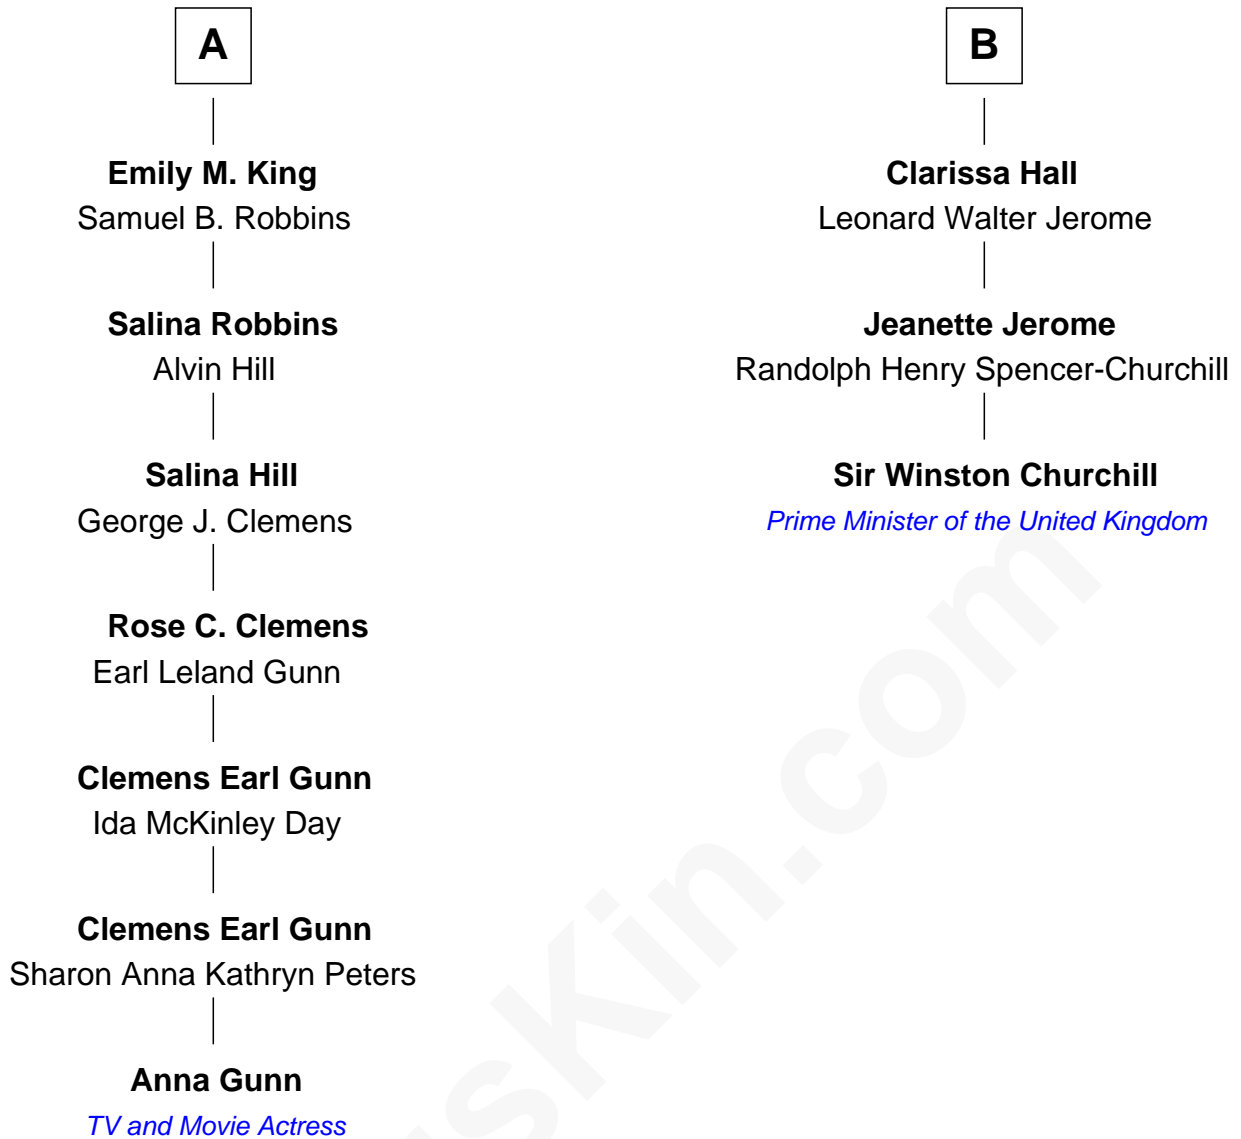 A
Emily M. King
Samuel B. Robbins
Salina Robbins
Alvin Hill
Salina Hill
George J. Clemens
Rose C. Clemens
Earl Leland Gunn
Clemens Earl Gunn
Ida McKinley Day
Clemens Earl Gunn
Sharon Anna Kathryn Peters
Anna Gunn
TV and Movie Actress
B
Clarissa Hall
Leonard Walter Jerome
Jeanette Jerome
Randolph Henry Spencer-Churchill
Sir Winston Churchill
Prime Minister of the United Kingdom
sKin.com